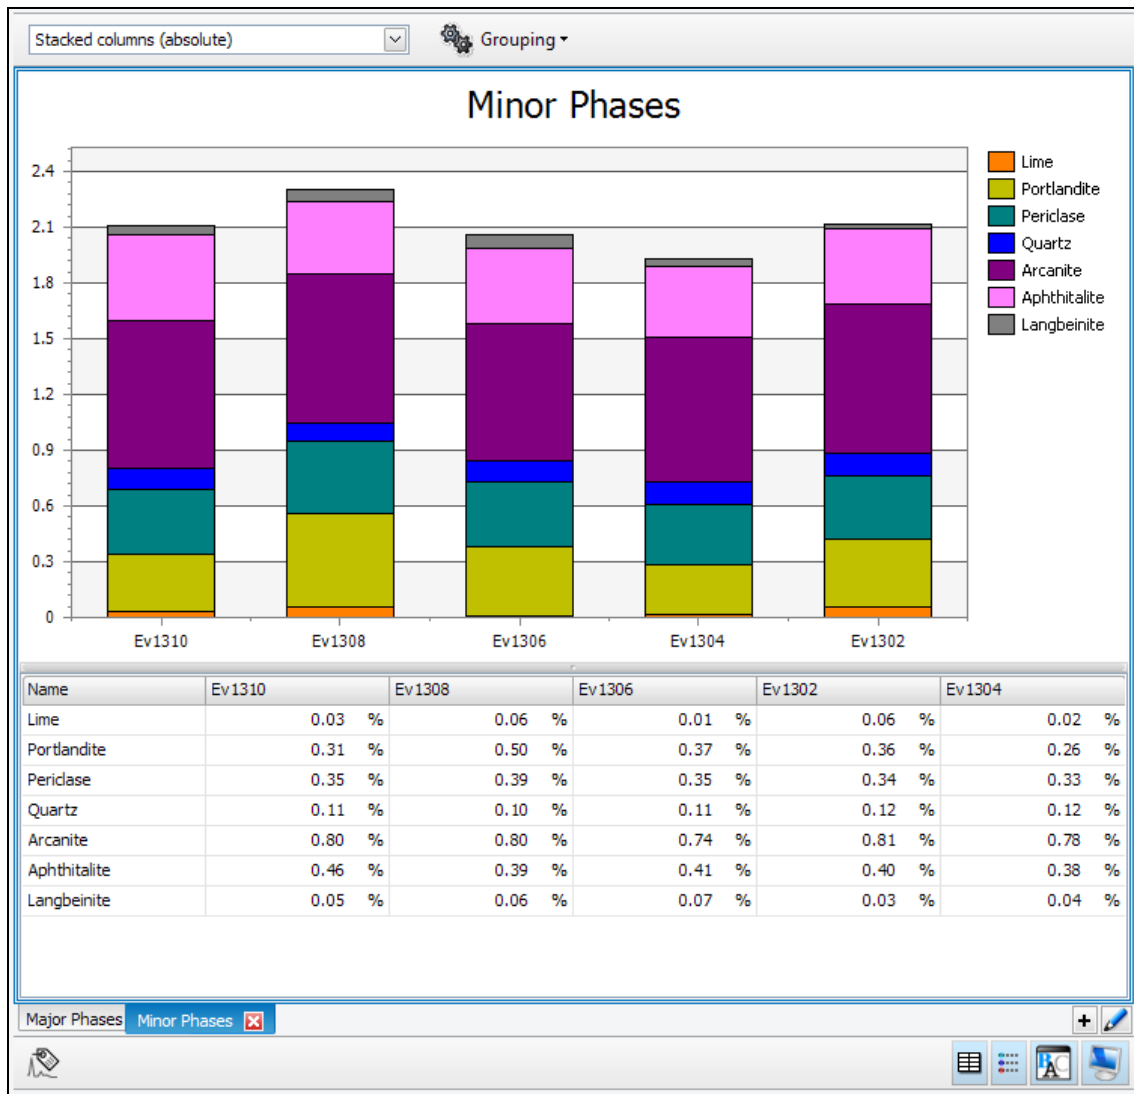 Stacked columns (absolute) Grouping
Minor Phases
2.4
2.1
1.8
1.5
1.2
0.9
0.6
0.3
0
Ev1310 Ev1308 Ev1306 Ev1304 Ev1302
Lime
Portlandite
Periclase
Quartz
Arcanite
Aphthitalite
Langbeinite
Name Ev1310 Ev1308 Ev1306 Ev1302 Ev1304
Lime 0.03 % 0.06 % 0.01 % 0.06 % 0.02 %
Portlandite 0.31 % 0.50 % 0.37 % 0.36 % 0.26 %
Periclase 0.35 % 0.39 % 0.35 % 0.34 % 0.33 %
Quartz 0.11 % 0.10 % 0.11 % 0.12 % 0.12 %
Arcanite 0.80 % 0.80 % 0.74 % 0.81 % 0.78 %
Aphthitalite 0.46 % 0.39 % 0.41 % 0.40 % 0.38 %
Langbeinite 0.05 % 0.06 % 0.07 % 0.03 % 0.04 %
Major Phases Minor Phases
BAC